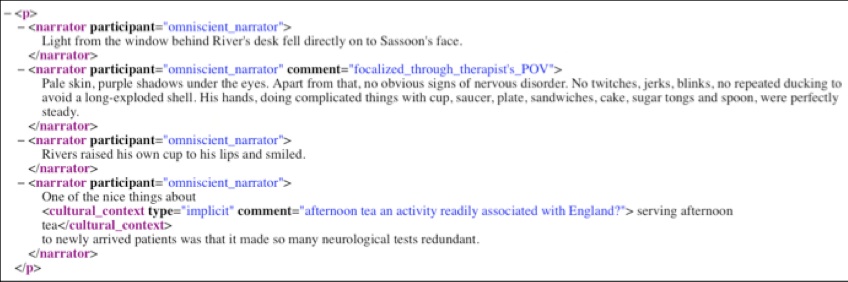 – <p>
– <narrator participant="omniscient_narrator">
Light from the window behind River's desk fell directly on to Sassoon's face.
</narrator>
– <narrator participant="omniscient_narrator" comment="focalized_through_therapist's_POV">
Pale skin, purple shadows under the eyes. Apart from that, no obvious signs of nervous disorder. No twitches, jerks, blinks, no repeated ducking to
avoid a long-exploded shell. His hands, doing complicated things with cup, saucer, plate, sandwiches, cake, sugar tongs and spoon, were perfectly
steady.
</narrator>
– <narrator participant="omniscient_narrator">
Rivers raised his own cup to his lips and smiled.
</narrator>
– <narrator participant="omniscient_narrator">
One of the nice things about
<cultural_context type="implicit" comment="afternoon tea an activity readily associated with England?"> serving afternoon
tea</cultural_context>
to newly arrived patients was that it made so many neurological tests redundant.
</narrator>
</p>